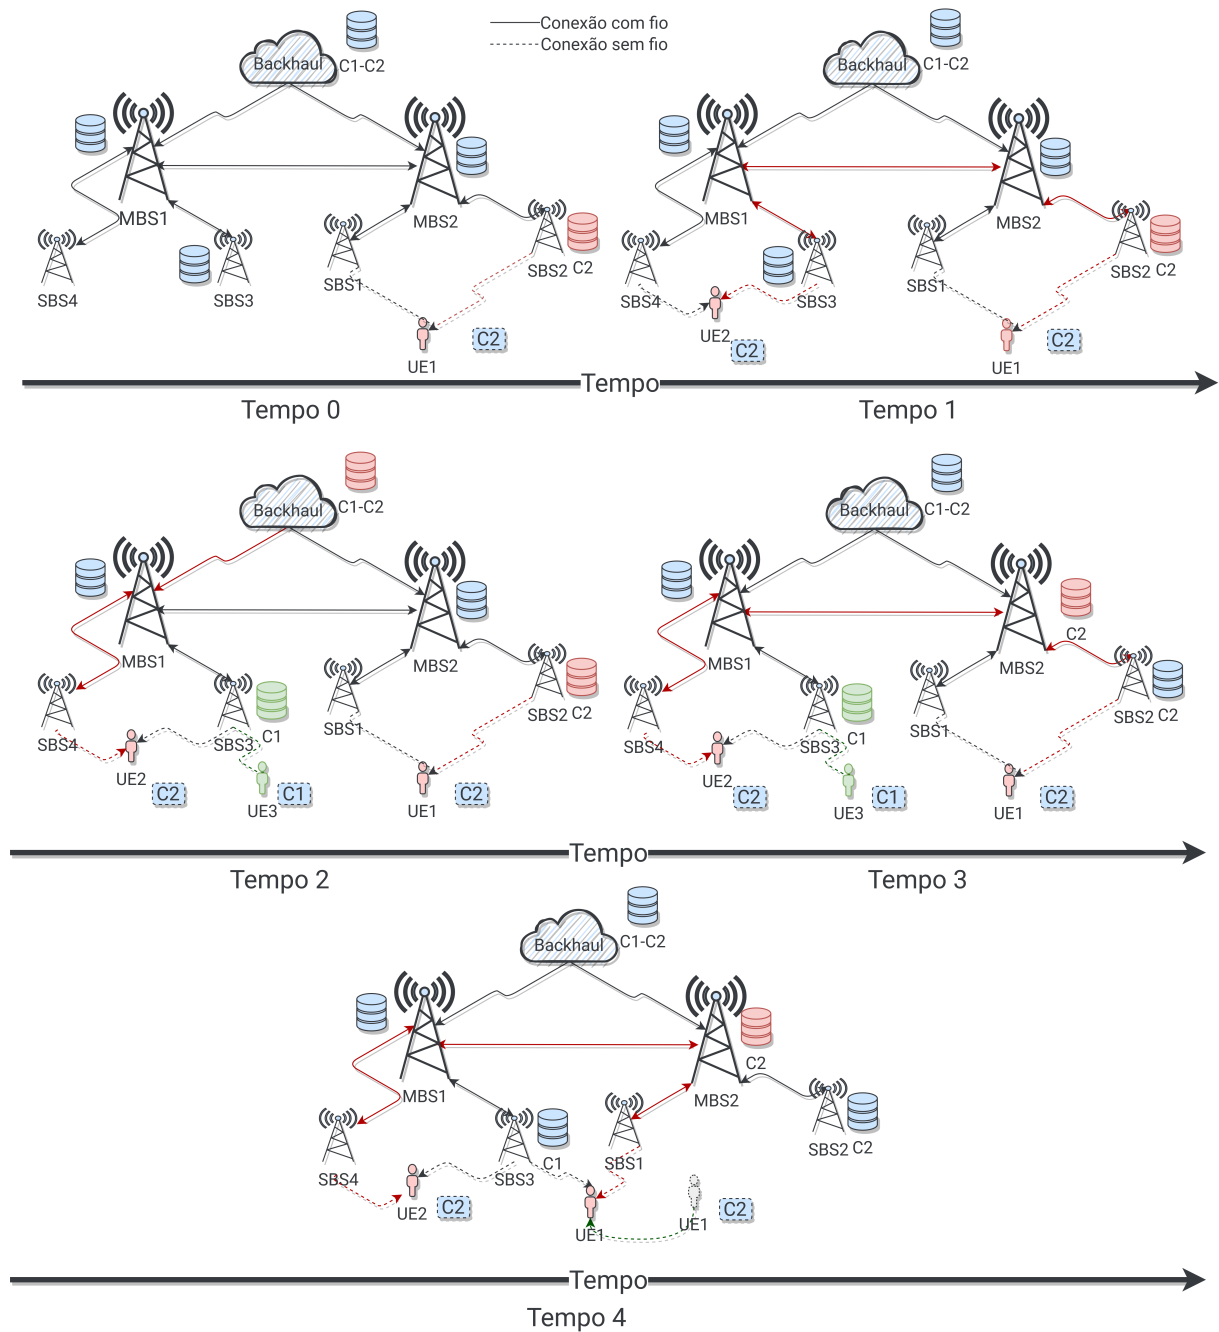 Conexão com fio
Conexão sem fio
Backhaul
C1-C2
MBS1
MBS2
SBS4
SBS3
SBS1
SBS2
C2
UE1
C2
Backhaul
C1-C2
MBS1
MBS2
SBS4
SBS3
SBS1
SBS2
C2
UE2
C2
UE1
C2
Tempo
Tempo 0
Tempo 1
Backhaul
C1-C2
MBS1
MBS2
SBS4
SBS3
C1
SBS1
SBS2
C2
UE2
C2
UE3
C1
UE1
C2
Backhaul
C1-C2
MBS1
MBS2
C2
SBS4
SBS3
C1
SBS1
SBS2
C2
UE2
C2
UE3
C1
UE1
C2
Tempo
Tempo 2
Tempo 3
Backhaul
C1-C2
MBS1
MBS2
C2
SBS4
SBS3
C1
SBS1
SBS2
C2
UE2
C2
UE1
UE1
C2
Tempo
Tempo 4